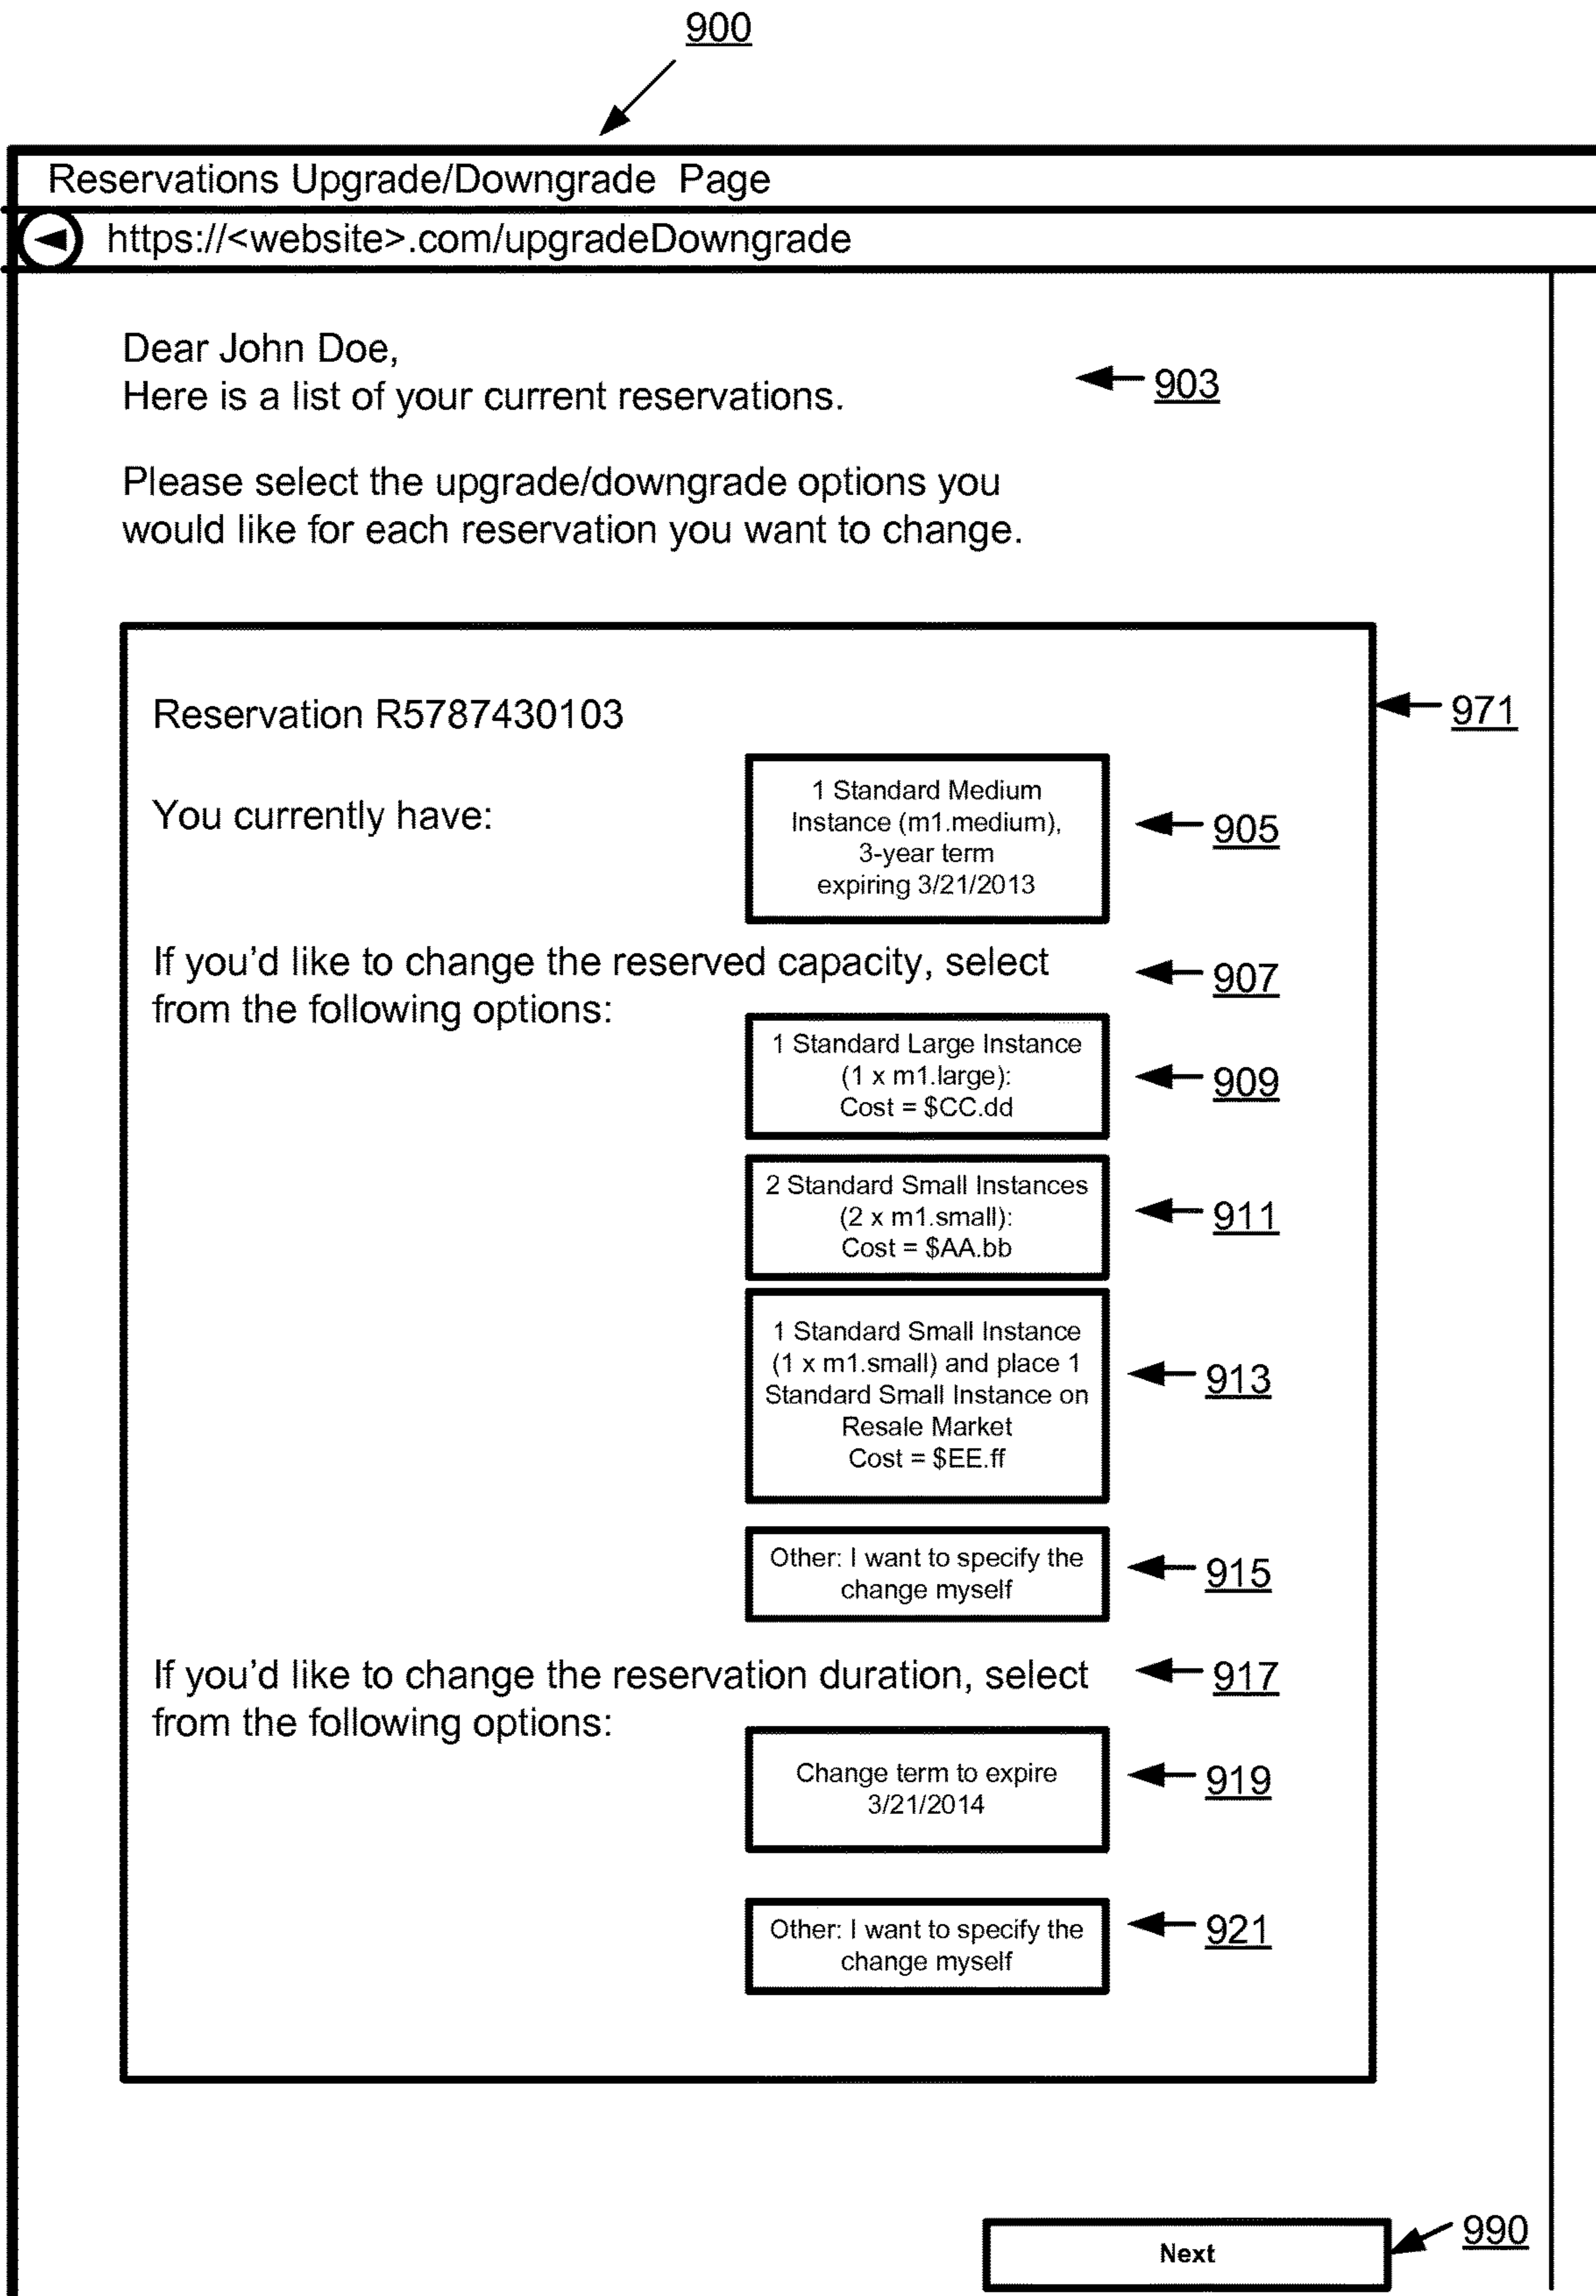 900
Reservations Upgrade/Downgrade Page
https://<website>.com/upgradeDowngrade
Dear John Doe,
Here is a list of your current reservations.
903
Please select the upgrade/downgrade options you
would like for each reservation you want to change.
971
Reservation R5787430103
You currently have:
1 Standard Medium
Instance (m1.medium),
3-year term
expiring 3/21/2013
905
If you'd like to change the reserved capacity, select
from the following options:
907
1 Standard Large Instance
(1 x m1.large):
Cost = $CC.dd
909
2 Standard Small Instances
(2 x m1.small):
Cost = $AA.bb
911
1 Standard Small Instance
(1 x m1.small) and place 1
Standard Small Instance on
Resale Market
Cost = $EE.ff
913
Other: I want to specify the
change myself
915
If you'd like to change the reservation duration, select
from the following options:
917
Change term to expire
3/21/2014
919
Other: I want to specify the
change myself
921
Next
990